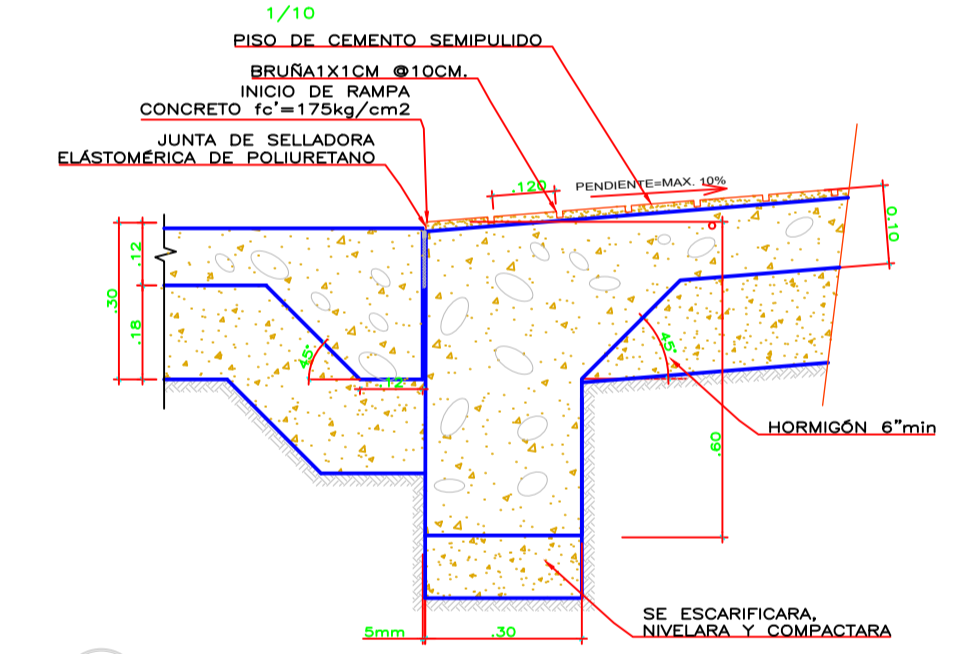 1/10
PISO DE CEMENTO SEMIPULIDO
BRUÑA1X1CM @10CM.
INICIO DE RAMPA
CONCRETO fc'=175kg/cm2
JUNTA DE SELLADORA
ELÁSTOMÉRICA DE POLIURETANO
.120
PENDIENTE=MAX. 10%
0.10
.12
.30
.18
45°
.12
45°
HORMIGÓN 6"min
.60
SE ESCARIFICARA,
NIVELARA Y COMPACTARA
5mm
.30